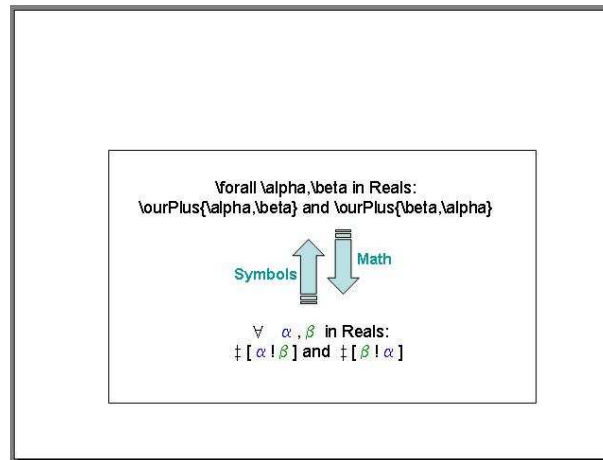 \forall \alpha,\beta in Reals:
\ourPlus{\alpha,\beta} and \ourPlus{\beta,\alpha}
Math
Symbols
∀ α , β in Reals:
‡ [ α ! β ] and ‡ [ β ! α ]